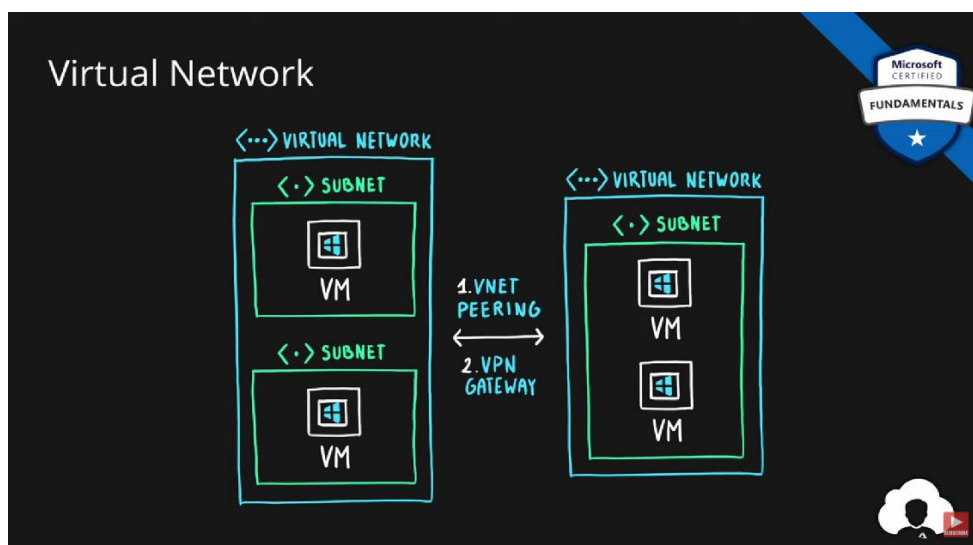 Virtual Network
Microsoft
CERTIFIED
FUNDAMENTALS
<···> VIRTUAL NETWORK
<·> SUBNET
VM
<·> SUBNET
VM
1.VNET
PEERING
2.VPN
GATEWAY
<···> VIRTUAL NETWORK
<·> SUBNET
VM
VM
SUBSCRIBE